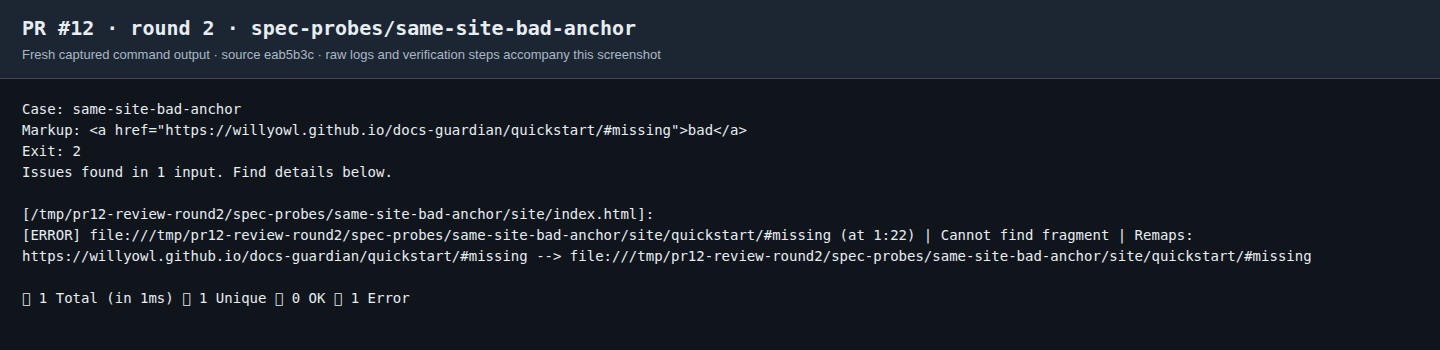 PR #12 · round 2 · spec-probes/same-site-bad-anchor
Fresh captured command output · source eab5b3c · raw logs and verification steps accompany this screenshot
Case: same-site-bad-anchor
Markup: <a href="https://willyowl.github.io/docs-guardian/quickstart/#missing">bad</a>
Exit: 2
Issues found in 1 input. Find details below.
[/tmp/pr12-review-round2/spec-probes/same-site-bad-anchor/site/index.html]:
[ERROR] file:///tmp/pr12-review-round2/spec-probes/same-site-bad-anchor/site/quickstart/#missing (at 1:22) | Cannot find fragment | Remaps:
https://willyowl.github.io/docs-guardian/quickstart/#missing --> file:///tmp/pr12-review-round2/spec-probes/same-site-bad-anchor/site/quickstart/#missing
1 Total (in 1ms) 1 Unique 0 OK 1 Error